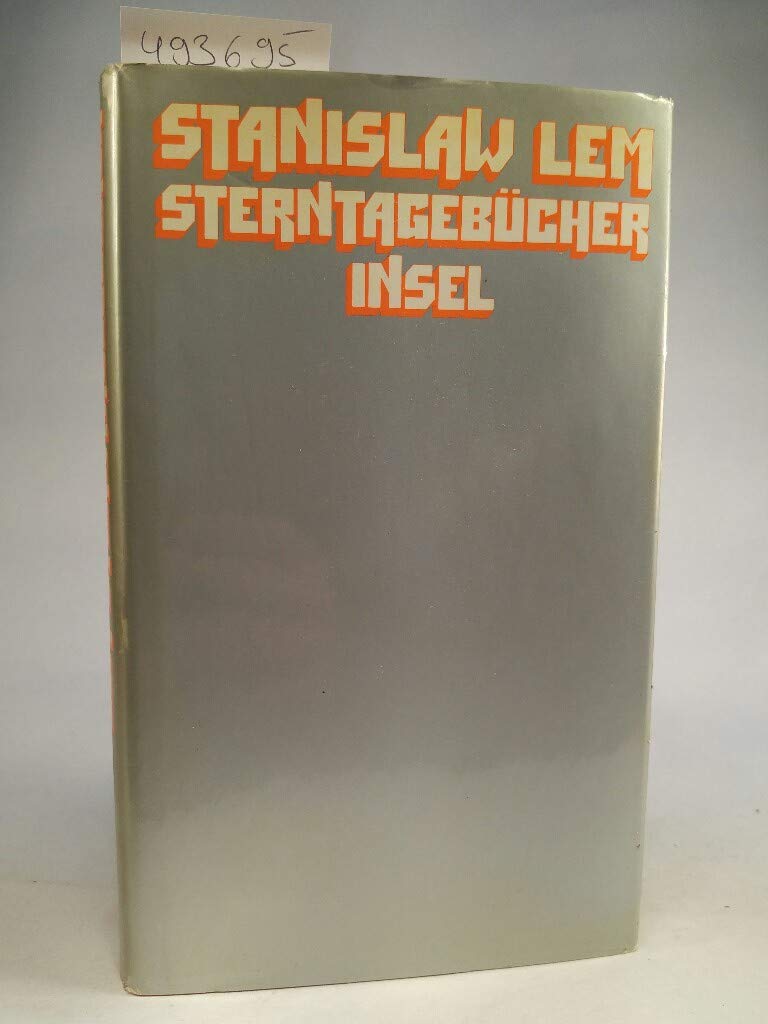 493695
STANISLAW LEM
STERNTAGEBÜCHER
INSEL